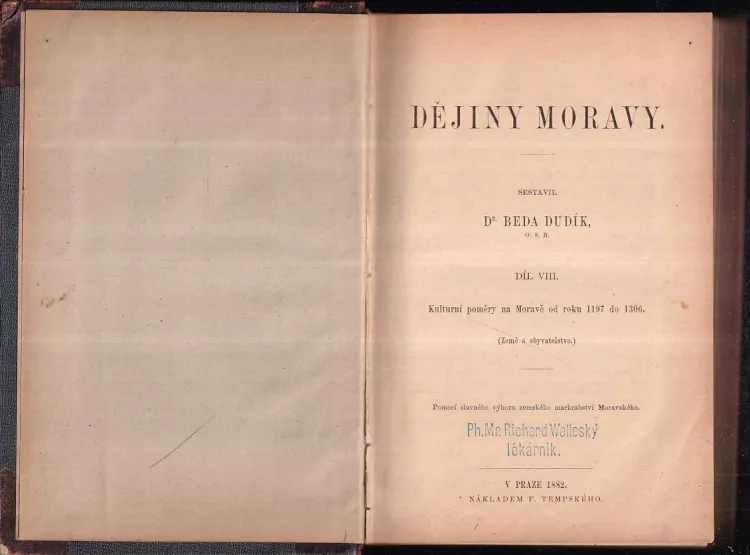 DĚJINY MORAVY.
SESTAVIL
Dr. BEDA DUDÍK,
O. S. B.
DÍL VIII.
Kulturní poměry na Moravě od roku 1197 do 1306.
(Země a obyvatelstvo.)
Pomocí slavného výboru zemského markrabství Moravského.
Ph.Mr. Richard Walleský
lékárník.
V PRAZE 1882.
NÁKLADEM F. TEMPSKÉHO.